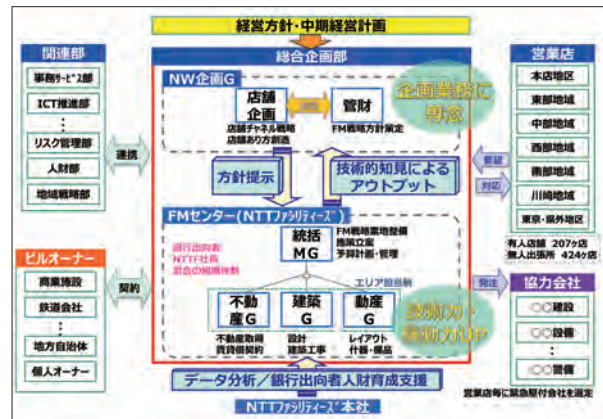 経営方針・中期経営計画
関連部
事務ｻｰﾋﾞｽ部
ICT推進部
⋮
リスク管理部
人財部
地域戦略部
連携
ビルオーナー
商業施設
鉄道会社
⋮
地方自治体
個人オーナー
契約
総合企画部
NW企画G
企画業務に
専念
店舗
企画
管財
店舗チャネル戦略
店舗あり方創造
FM戦略方針策定
方針提示
技術的知見による
アウトプット
FMセンター(NTTﾌｧｼﾘﾃｨｰｽﾞ)
銀行出向者
NTTF社員
混合の組織体制
統括
MG
FM戦略素地整備
施策立案
予算計画・管理
エリア担当制
不動
産G
建築
G
動産
G
技術力・
不動産取得
賃貸借契約
設計
建築工事
レイアウト
什器・備品
データ分析／銀行出向者人財育成支援
NTTﾌｧｼﾘﾃｨｰｽﾞ本社
営業店
本店地区
東部地域
中部地域
西部地域
南部地域
川崎地域
東京・県外地区
要望
対応
有人店舗 207ヶ店
無人出張所 424ヶ店
発注
協力会社
〇〇建設
〇〇設備
⋮
〇〇警備
営業店毎に緊急駆付会社を選定